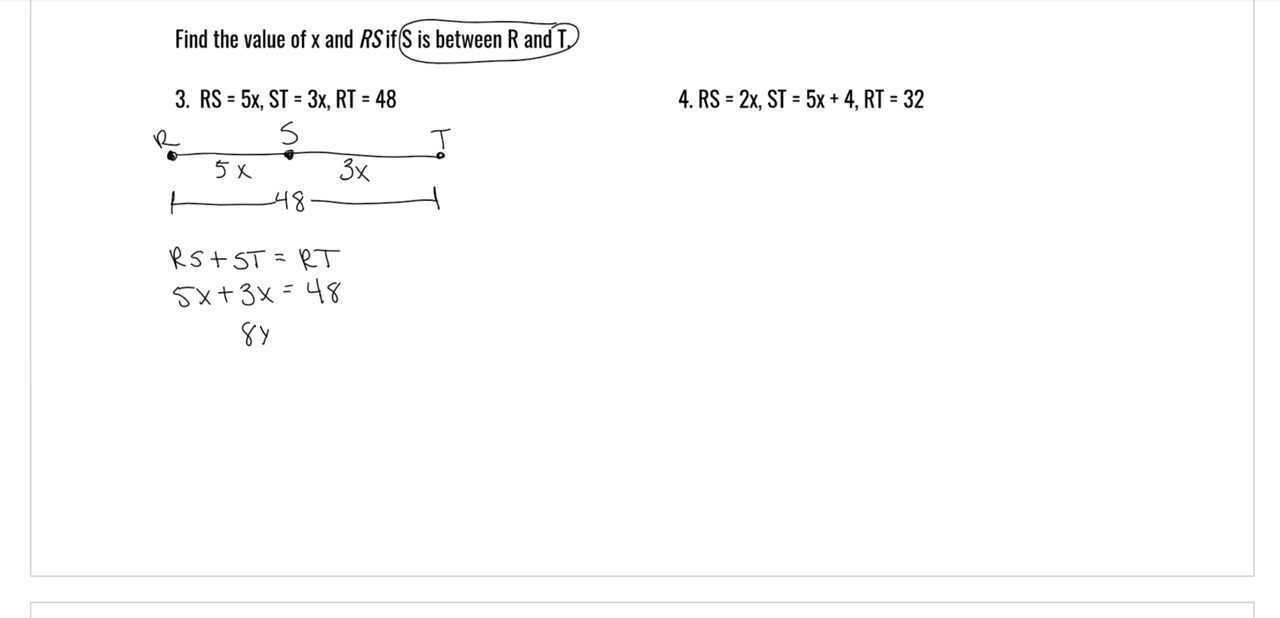 Find the value of x and RS if S is between R and T.
3. RS = 5x, ST = 3x, RT = 48
4. RS = 2x, ST = 5x + 4, RT = 32
R S T
5x 3x
48
RS + ST = RT
5x + 3x = 48
8x